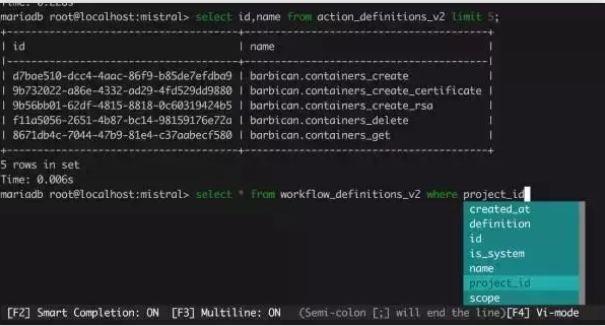 Time: 0.228s
mariadb root@localhost:mistral> select id,name from action_definitions_v2 limit 5;
| id | name |
| d7bae510-dcc4-4aac-86f9-b85de7efdba9 | barbican.containers_create |
| 9b732022-a86e-4332-ad29-4fd529dd9880 | barbican.containers_create_certificate |
| 9b56bb01-62df-4815-8818-0c60319424b5 | barbican.containers_create_rsa |
| f11a5056-2651-4b87-bc14-98159176e72a | barbican.containers_delete |
| 8671db4c-7044-47b9-81e4-c37aabecf580 | barbican.containers_get |
5 rows in set
Time: 0.006s
mariadb root@localhost:mistral> select * from workflow_definitions_v2 where project_id
created_at
definition
id
is_system
name
project_id
scope
[F2] Smart Completion: ON [F3] Multiline: ON (Semi-colon [;] will end the line)[F4] Vi-mode